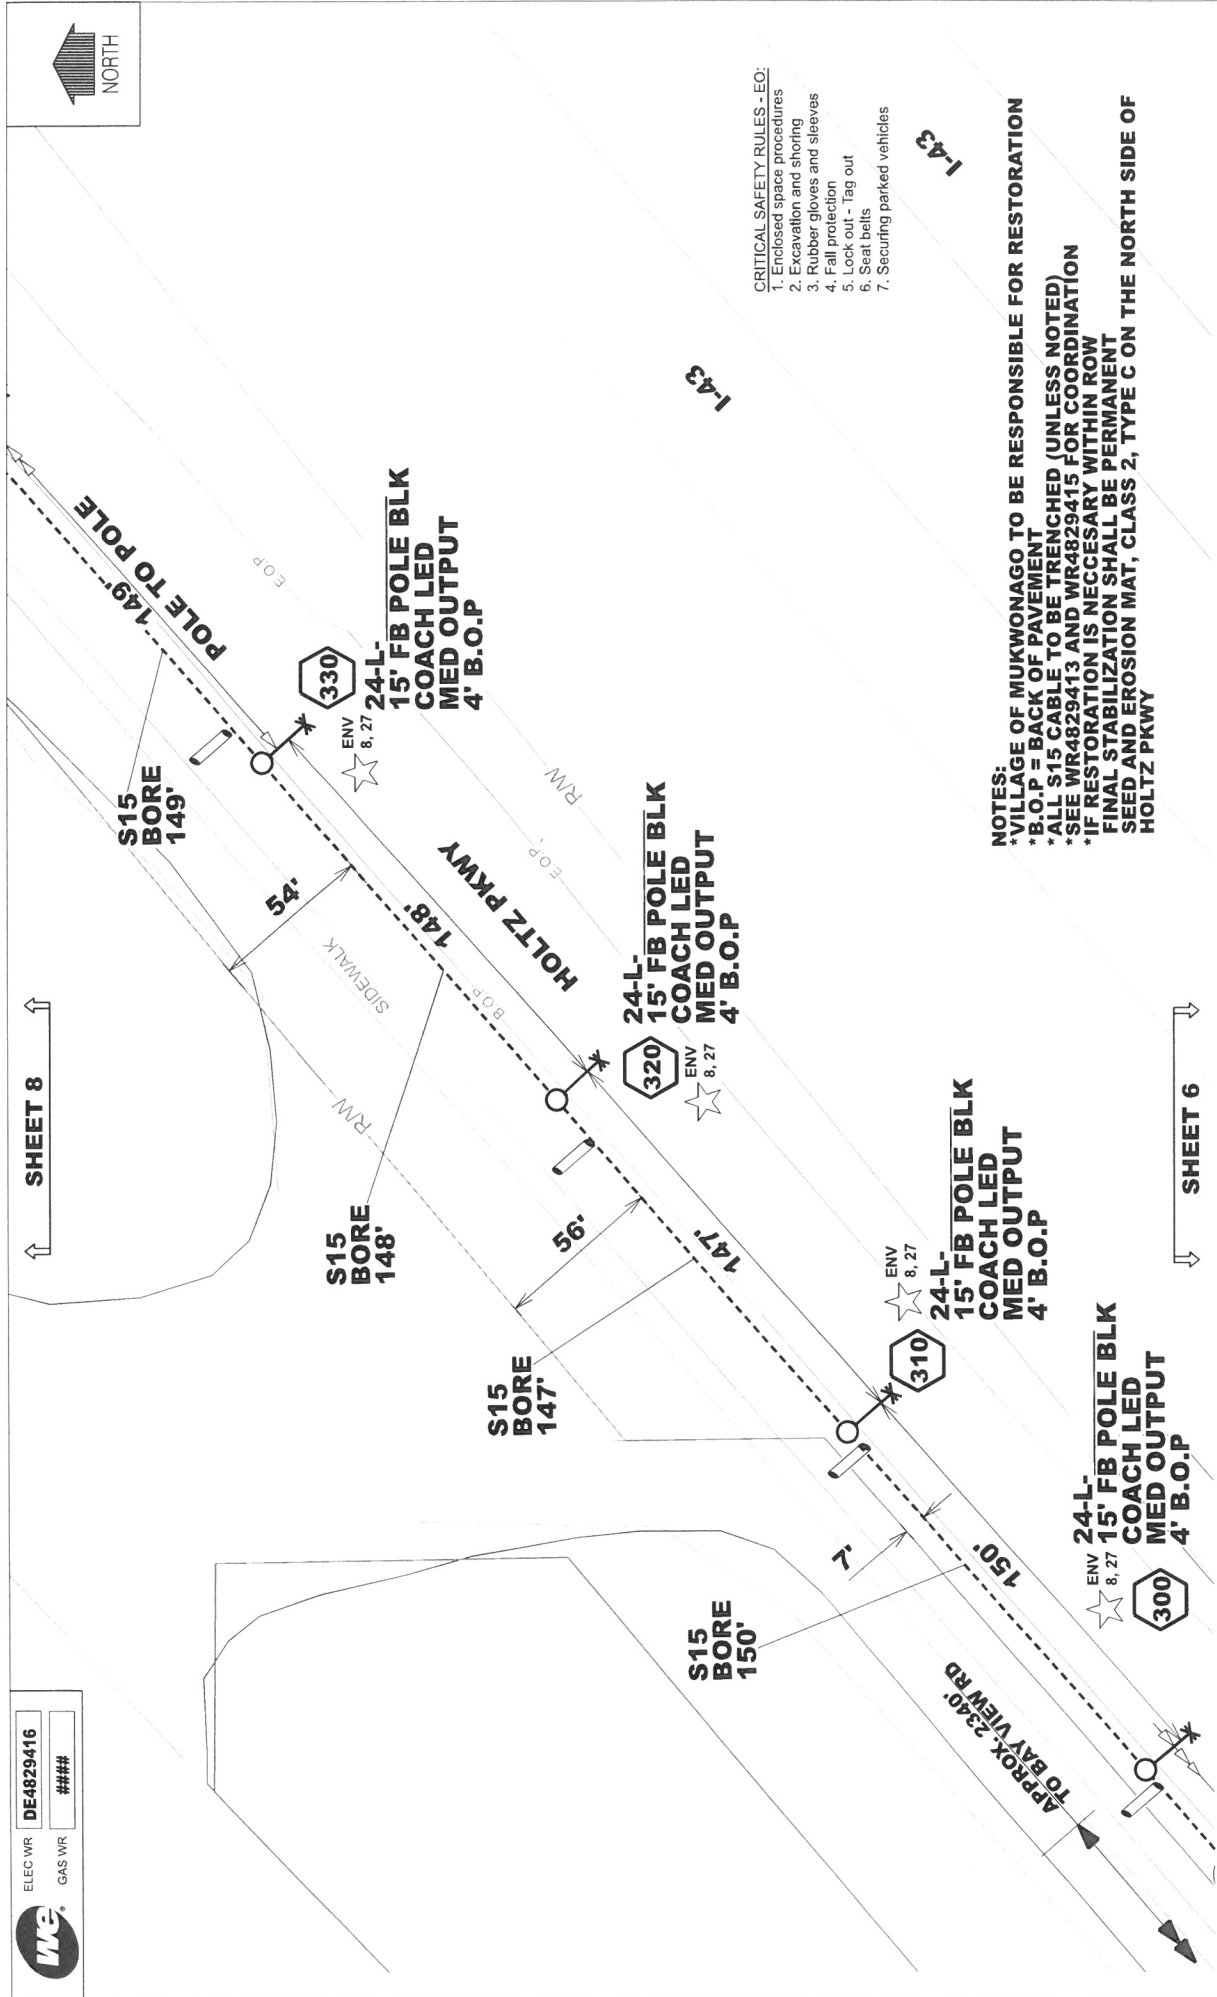 we
ELEC WR DE4829416
GAS WR ####
SHEET 8
NORTH
S15
BORE
149'
149'
POLE TO POLE
54'
330
ENV
8, 27
24-L-
15' FB POLE BLK
COACH LED
MED OUTPUT
4' B.O.P
E.O.P
SIDEWALK
R/W
B.O.P
148'
HOLTZ PKWY
E.O.P
R/W
S15
BORE
148'
320
ENV
8, 27
24-L-
15' FB POLE BLK
COACH LED
MED OUTPUT
4' B.O.P
56'
147'
S15
BORE
147'
310
ENV
8, 27
24-L-
15' FB POLE BLK
COACH LED
MED OUTPUT
4' B.O.P
7'
150'
S15
BORE
150'
APPROX. 2340'
TO BAY VIEW RD
300
ENV
8, 27
24-L-
15' FB POLE BLK
COACH LED
MED OUTPUT
4' B.O.P
I-43
I-43
CRITICAL SAFETY RULES - EO:
1. Enclosed space procedures
2. Excavation and shoring
3. Rubber gloves and sleeves
4. Fall protection
5. Lock out - Tag out
6. Seat belts
7. Securing parked vehicles
NOTES:
*VILLAGE OF MUKWONAGO TO BE RESPONSIBLE FOR RESTORATION
*B.O.P = BACK OF PAVEMENT
*ALL S15 CABLE TO BE TRENCHED (UNLESS NOTED)
*SEE WR4829413 AND WR4829415 FOR COORDINATION
*IF RESTORATION IS NECCESARY WITHIN ROW
FINAL STABILIZATION SHALL BE PERMANENT
SEED AND EROSION MAT, CLASS 2, TYPE C ON THE NORTH SIDE OF
HOLTZ PKWY
SHEET 6